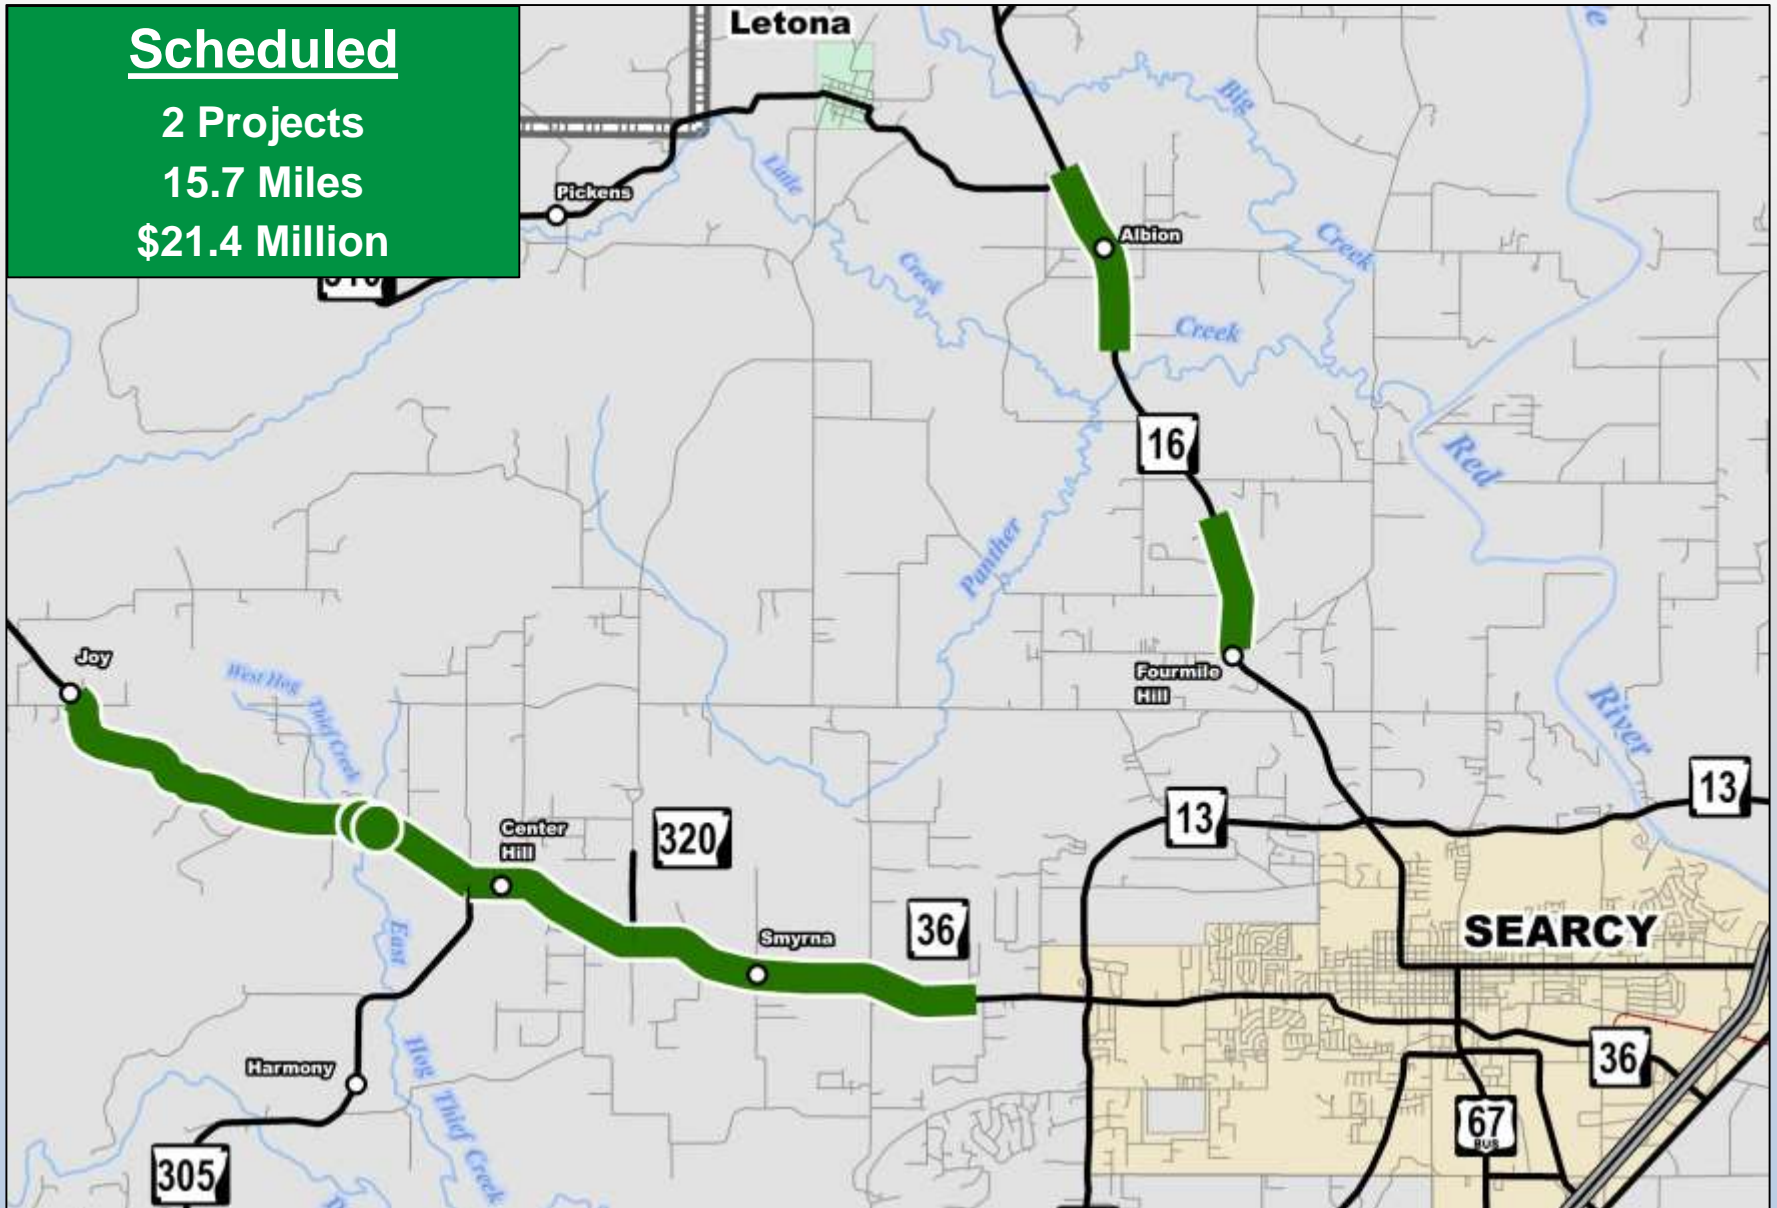 Scheduled
2 Projects
15.7 Miles
$21.4 Million
Letona
Big
Little
Pickens
Albion
Creek
Creek
Creek
16
Red
Panther
Joy
West Hog
Thief Creek
Fourmile
Hill
River
13
13
Center
Hill
320
36
Smyrna
SEARCY
East
Hog
Thief Creek
Harmony
36
67
BUS
305